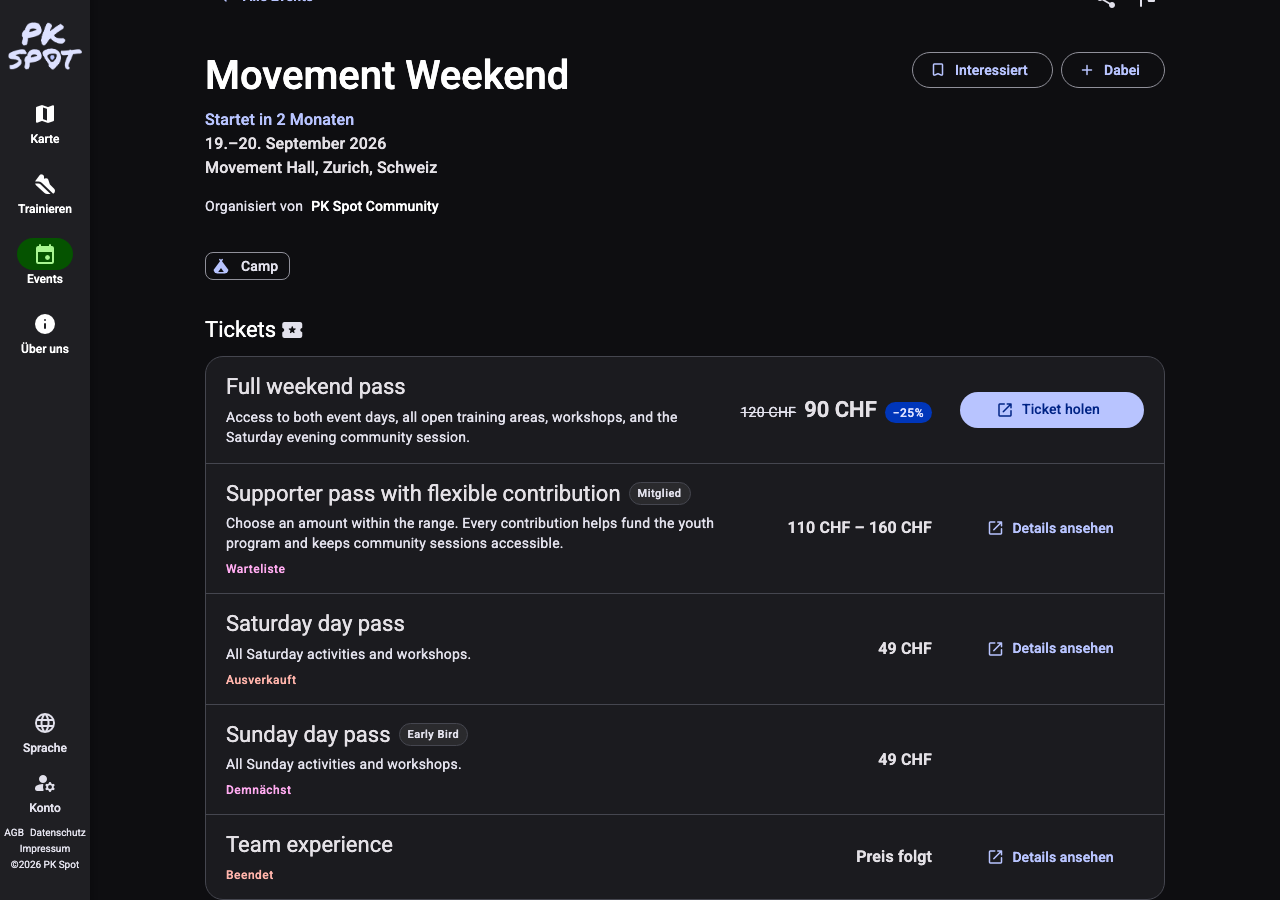 PK SPOT
Karte
Trainieren
Events
Über uns
Sprache
Konto
AGB Datenschutz
Impressum
©2026 PK Spot
Movement Weekend
Interessiert
Dabei
Startet in 2 Monaten
19.–20. September 2026
Movement Hall, Zurich, Schweiz
Organisiert von PK Spot Community
Camp
Tickets
Full weekend pass
Access to both event days, all open training areas, workshops, and the
Saturday evening community session.
120 CHF 90 CHF −25%
Ticket holen
Supporter pass with flexible contribution Mitglied
Choose an amount within the range. Every contribution helps fund the youth
program and keeps community sessions accessible.
Warteliste
110 CHF – 160 CHF
Details ansehen
Saturday day pass
All Saturday activities and workshops.
Ausverkauft
49 CHF
Details ansehen
Sunday day pass Early Bird
All Sunday activities and workshops.
Demnächst
49 CHF
Team experience
Beendet
Preis folgt
Details ansehen